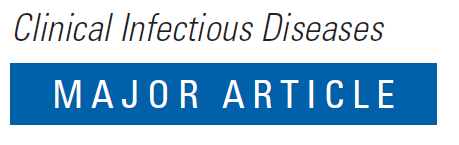 Clinical Infectious Diseases
MAJOR ARTICLE